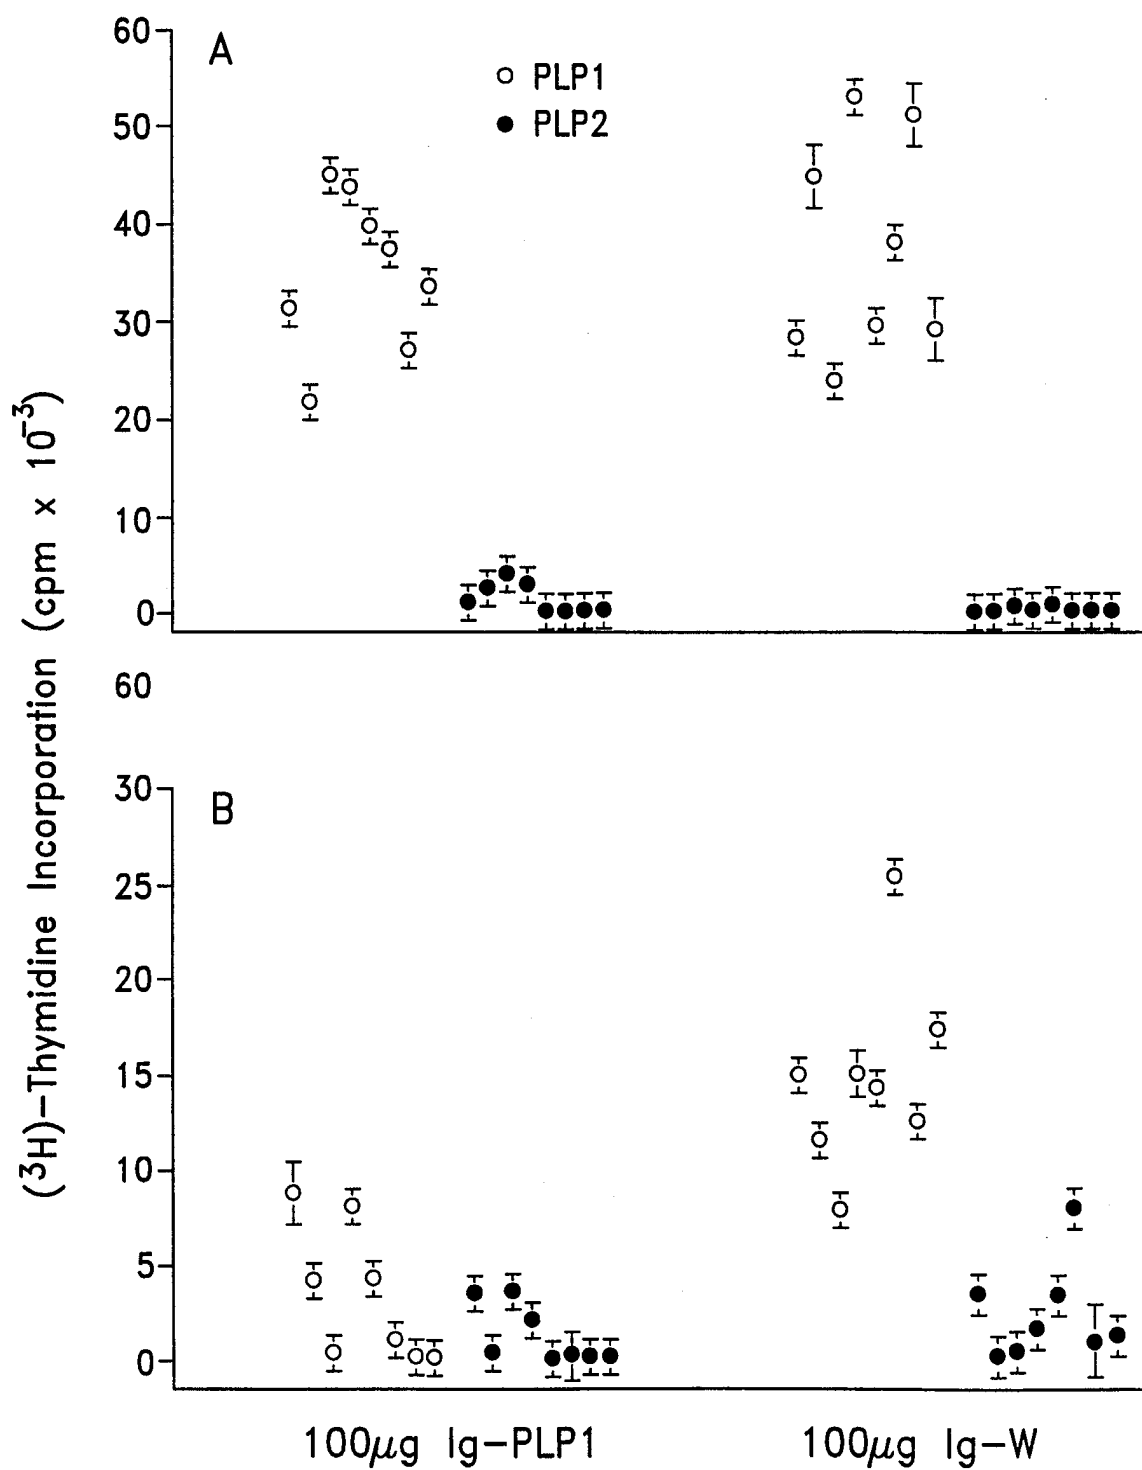 (³H)-Thymidine Incorporation (cpm x 10⁻³)
A
PLP1
PLP2
60
50
40
30
20
10
0
60
B
30
25
20
15
10
5
0
100µg Ig-PLP1
100µg Ig-W